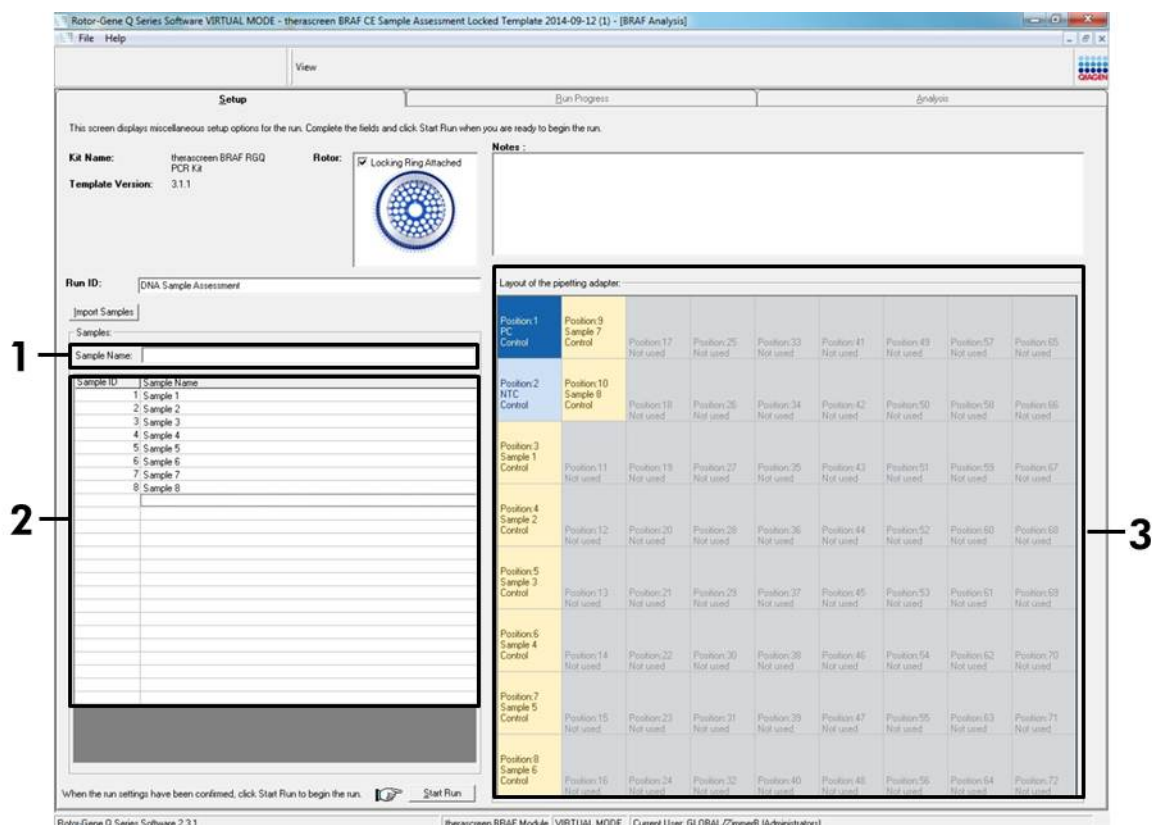 Rotor-Gene Q Series Software VIRTUAL MODE - therascreen BRAF CE Sample Assessment Locked Template 2014-09-12 (1) - [BRAF Analysis]
File Help
View
QIAGEN
Setup
Run Progress
Analysis
This screen displays miscellaneous setup options for the run. Complete the fields and click Start Run when you are ready to begin the run.
Kit Name: therascreen BRAF RGQ
PCR Kit
Rotor: Locking Ring Attached
Template Version: 3.1.1
Notes :
Run ID: DNA Sample Assessment
Import Samples
Samples:
1
Sample Name:
2
Sample ID Sample Name
1 Sample 1
2 Sample 2
3 Sample 3
4 Sample 4
5 Sample 5
6 Sample 6
7 Sample 7
8 Sample 8
When the run settings have been confirmed, click Start Run to begin the run.
Start Run
Layout of the pipetting adapter:
3
Position:1 Position:9
PC Sample 7
Control Control Position:17 Position:25 Position:33 Position:41 Position:49 Position:57 Position:65
Not used Not used Not used Not used Not used Not used Not used
Position:2 Position:10
NTC Sample 8
Control Control Position:18 Position:26 Position:34 Position:42 Position:50 Position:58 Position:66
Not used Not used Not used Not used Not used Not used Not used
Position:3
Sample 1
Control Position:11 Position:19 Position:27 Position:35 Position:43 Position:51 Position:59 Position:67
Not used Not used Not used Not used Not used Not used Not used Not used
Position:4
Sample 2
Control Position:12 Position:20 Position:28 Position:36 Position:44 Position:52 Position:60 Position:68
Not used Not used Not used Not used Not used Not used Not used Not used
Position:5
Sample 3
Control Position:13 Position:21 Position:29 Position:37 Position:45 Position:53 Position:61 Position:69
Not used Not used Not used Not used Not used Not used Not used Not used
Position:6
Sample 4
Control Position:14 Position:22 Position:30 Position:38 Position:46 Position:54 Position:62 Position:70
Not used Not used Not used Not used Not used Not used Not used Not used
Position:7
Sample 5
Control Position:15 Position:23 Position:31 Position:39 Position:47 Position:55 Position:63 Position:71
Not used Not used Not used Not used Not used Not used Not used Not used
Position:8
Sample 6
Control Position:16 Position:24 Position:32 Position:40 Position:48 Position:56 Position:64 Position:72
Not used Not used Not used Not used Not used Not used Not used Not used
Rotor-Gene Q Series Software 2.3.1
therascreen BRAF Module VIRTUAL MODE